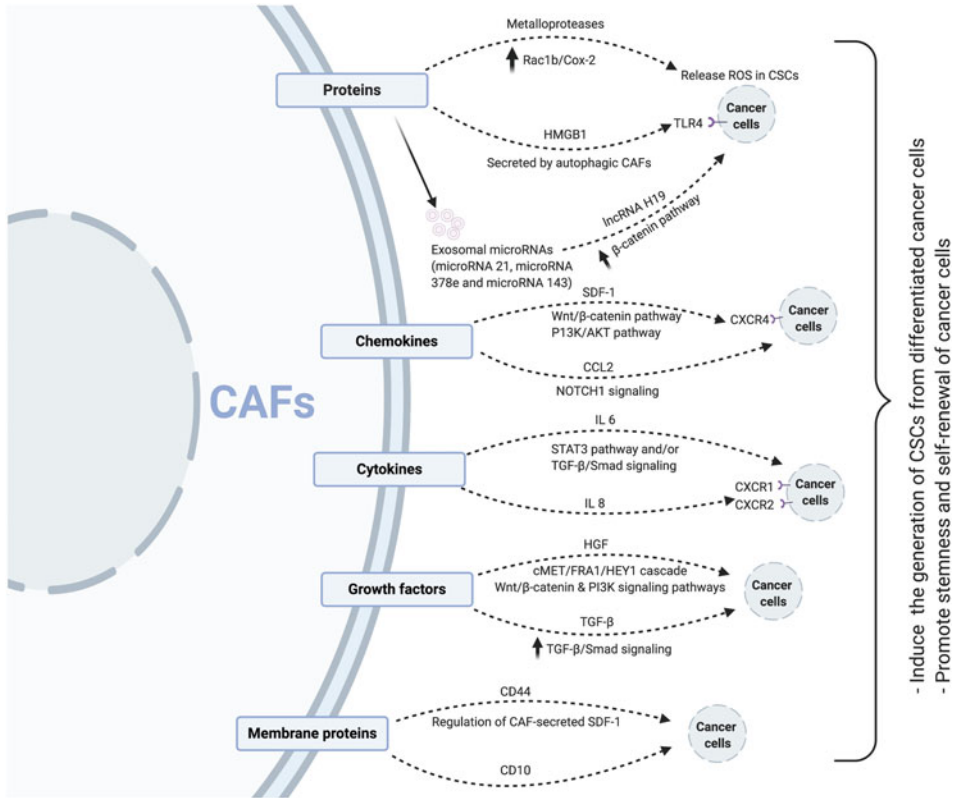 Metalloproteases
Rac1b/Cox-2
Release ROS in CSCs
Proteins
Cancer
cells
TLR4
HMGB1
Secreted by autophagic CAFs
lncRNA H19
β-catenin pathway
Exosomal microRNAs
(microRNA 21, microRNA
378e and microRNA 143)
SDF-1
Wnt/β-catenin pathway
P13K/AKT pathway
CXCR4
Cancer
cells
Chemokines
CCL2
NOTCH1 signaling
CAFs
IL 6
STAT3 pathway and/or
TGF-β/Smad signaling
Cytokines
CXCR1
CXCR2
Cancer
cells
IL 8
HGF
cMET/FRA1/HEY1 cascade
Wnt/β-catenin & PI3K signaling pathways
Growth factors
Cancer
cells
TGF-β
TGF-β/Smad signaling
CD44
Regulation of CAF-secreted SDF-1
Membrane proteins
Cancer
cells
CD10
- Induce the generation of CSCs from differentiated cancer cells
- Promote stemness and self-renewal of cancer cells